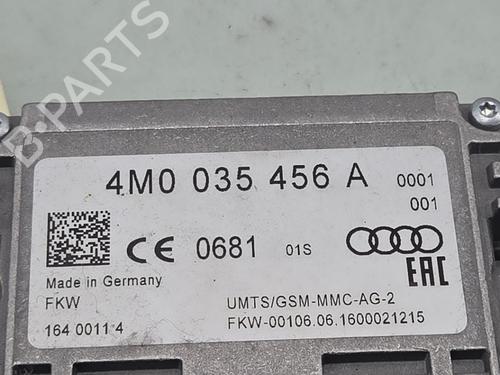 B-PARTS
4M0 035 456 A 0001
001
CE 0681 01S
EAC
Made in Germany
FKW UMTS/GSM-MMC-AG-2
164 0011 4 FKW-00106.06.1600021215